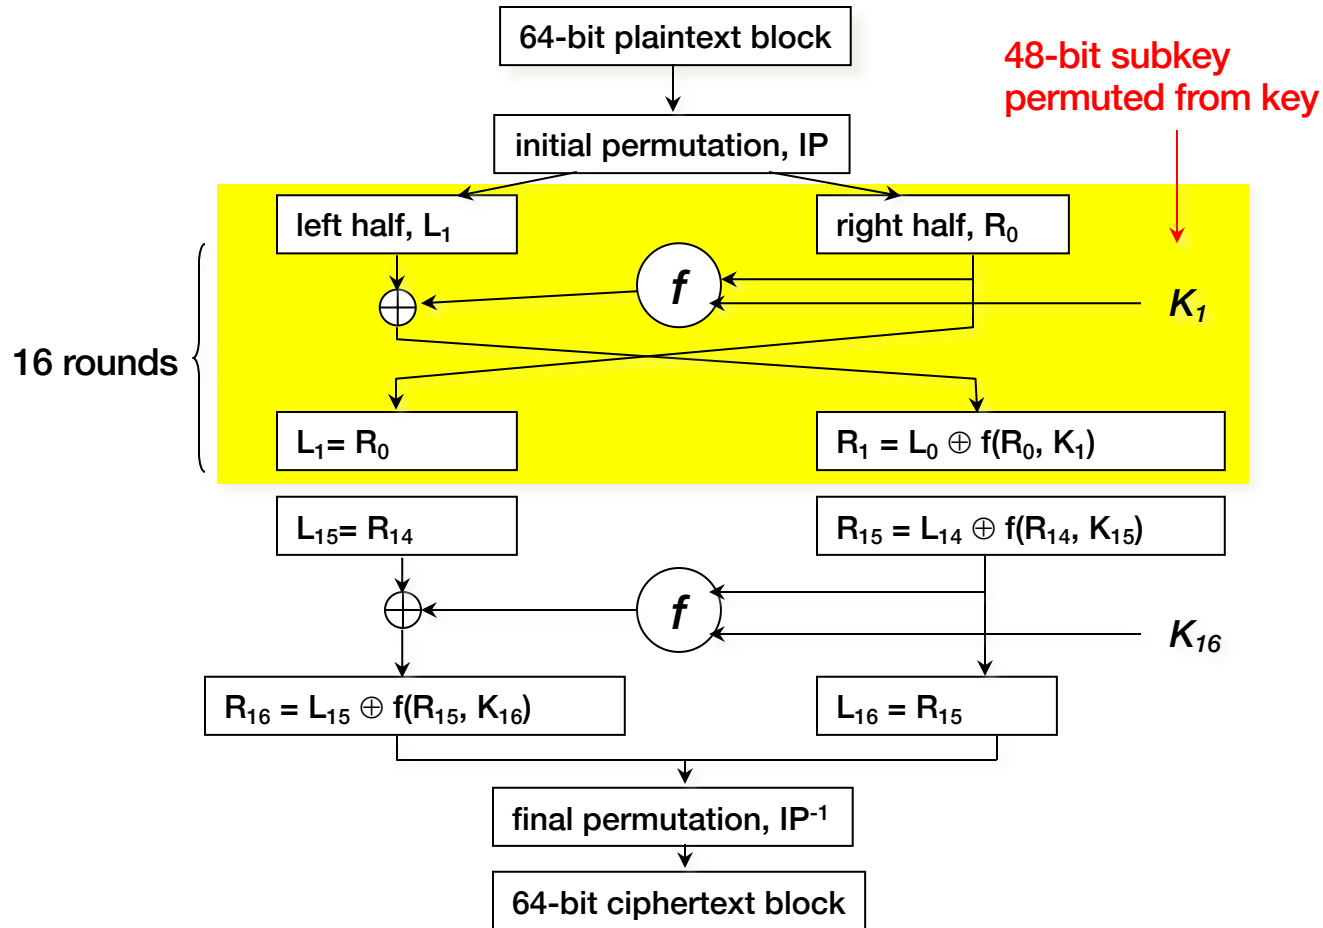 64-bit plaintext block
48-bit subkey
permuted from key
initial permutation, IP
left half, L₁
right half, R₀
f
K₁
16 rounds
L₁= R₀
R₁ = L₀ ⊕ f(R₀, K₁)
L₁₅= R₁₄
R₁₅ = L₁₄ ⊕ f(R₁₄, K₁₅)
f
K₁₆
R₁₆ = L₁₅ ⊕ f(R₁₅, K₁₆)
L₁₆ = R₁₅
final permutation, IP⁻¹
64-bit ciphertext block